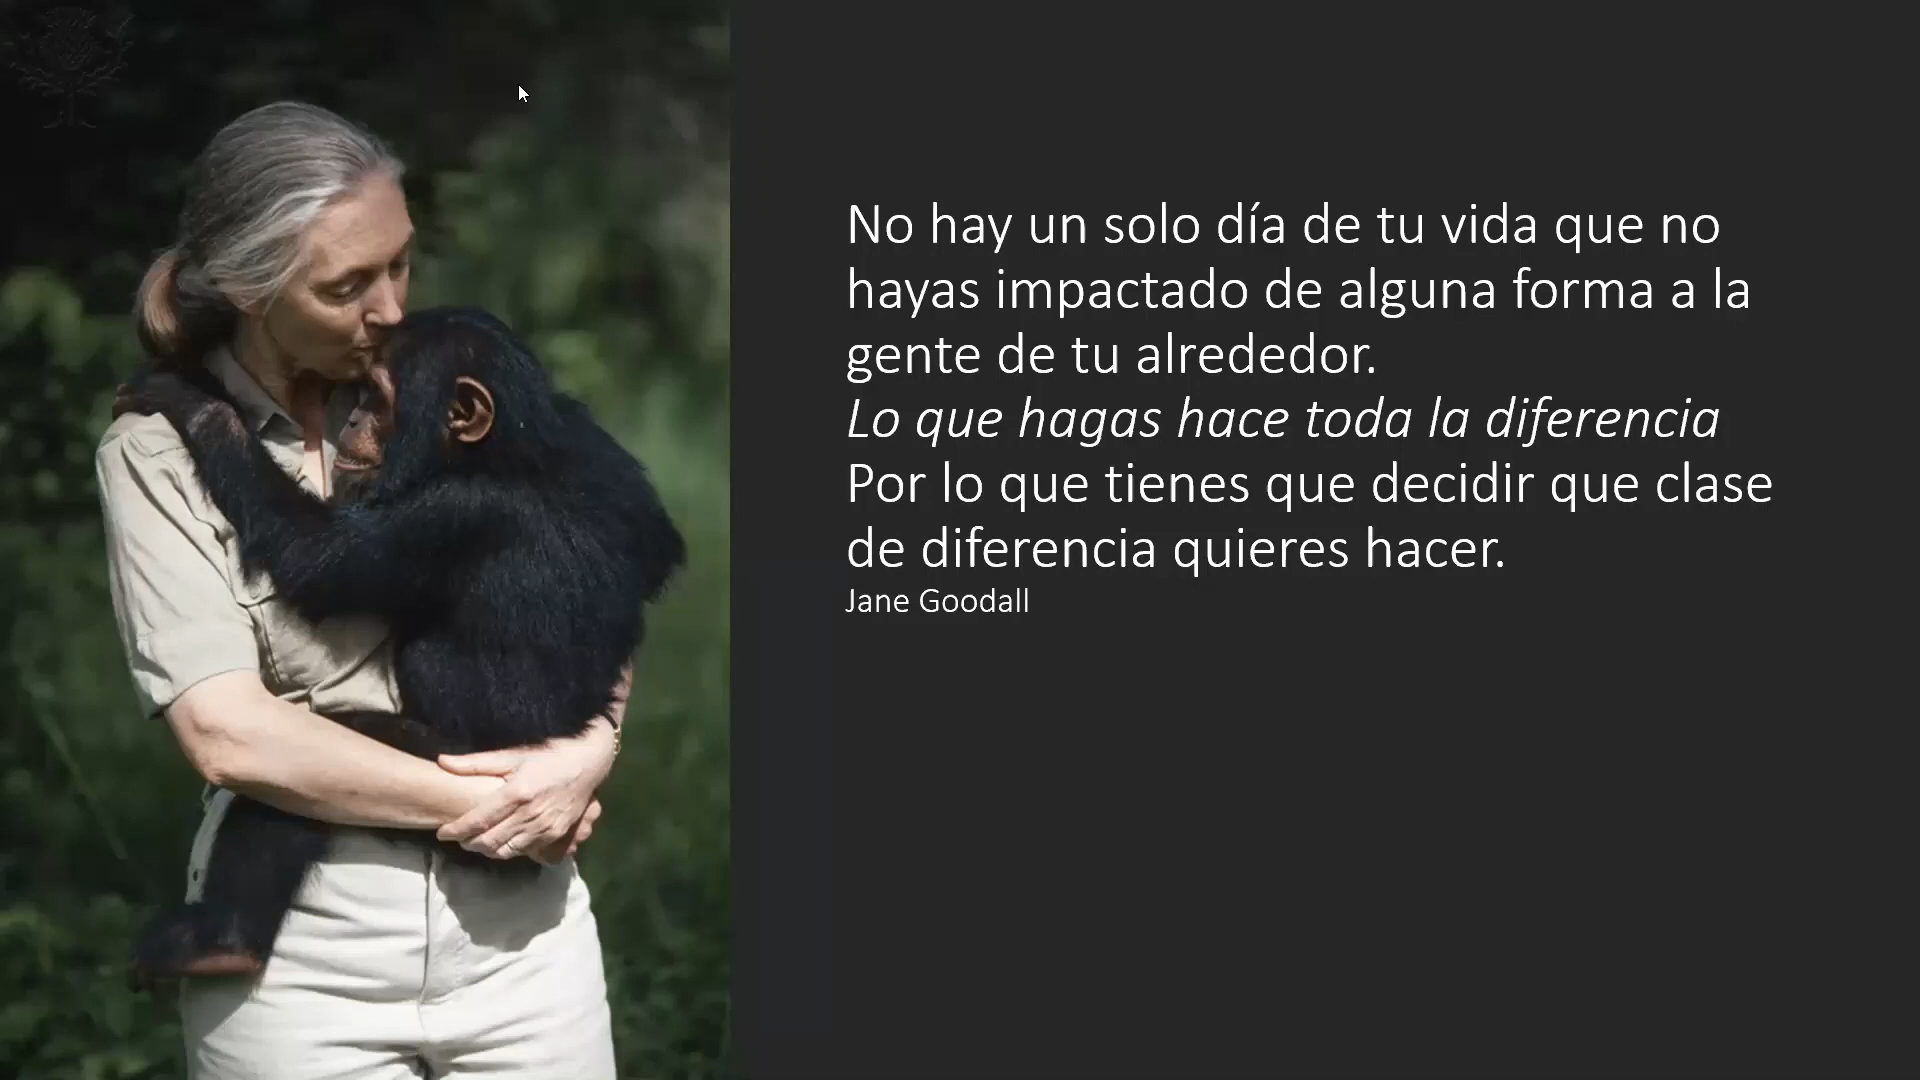 No hay un solo día de tu vida que no
hayas impactado de alguna forma a la
gente de tu alrededor.
Lo que hagas hace toda la diferencia
Por lo que tienes que decidir que clase
de diferencia quieres hacer.
Jane Goodall